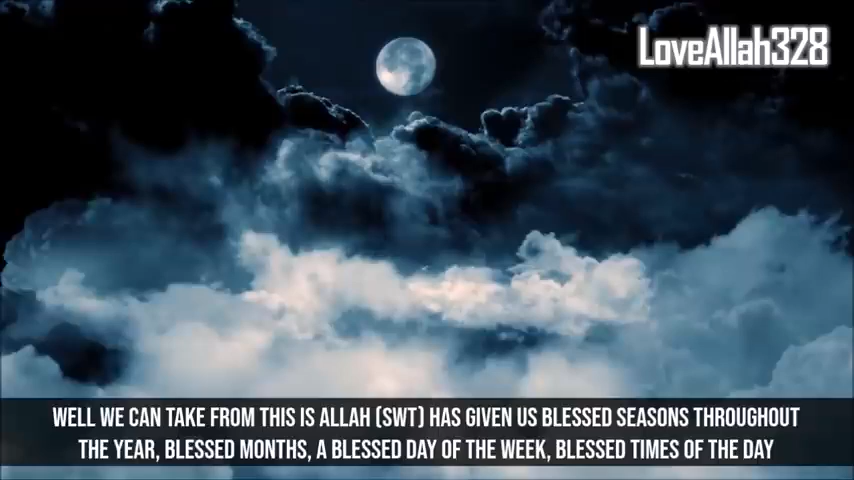 LoveAllah328
WELL WE CAN TAKE FROM THIS IS ALLAH (SWT) HAS GIVEN US BLESSED SEASONS THROUGHOUT
THE YEAR, BLESSED MONTHS, A BLESSED DAY OF THE WEEK, BLESSED TIMES OF THE DAY